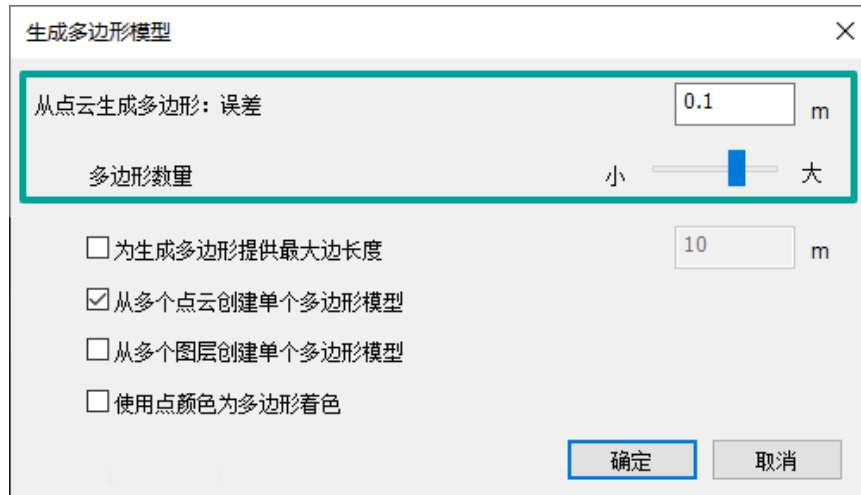 生成多边形模型
从点云生成多边形：误差 0.1 m
多边形数量 小 大
为生成多边形提供最大边长度 10 m
从多个点云创建单个多边形模型
从多个图层创建单个多边形模型
使用点颜色为多边形着色
确定 取消